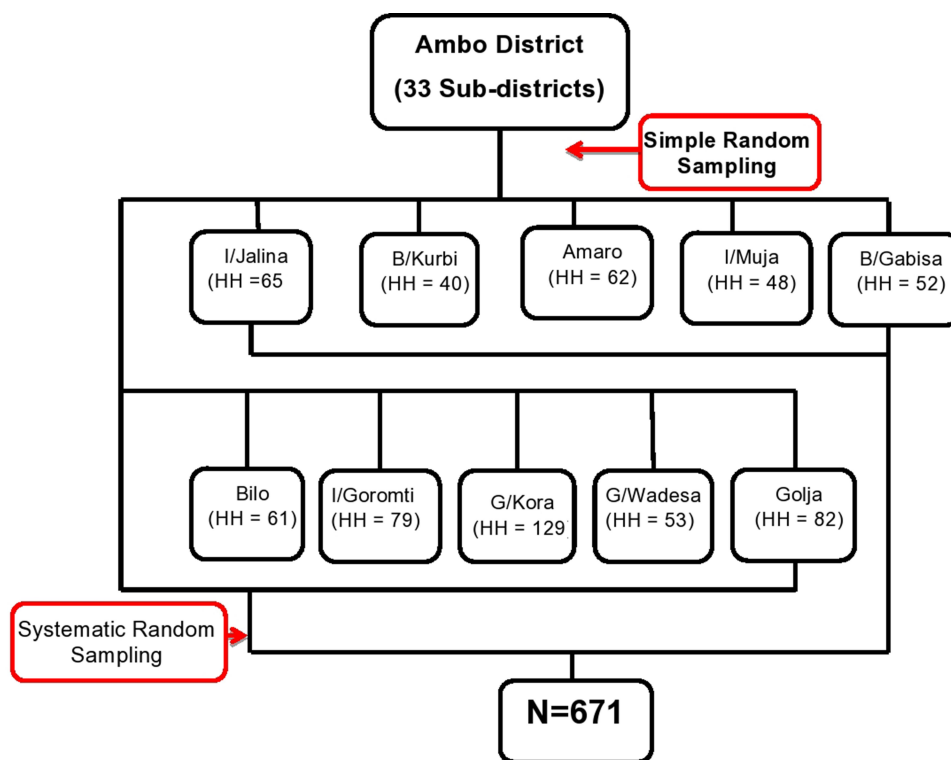 Ambo District
(33 Sub-districts)
Simple Random
Sampling
I/Jalina
(HH =65
B/Kurbi
(HH = 40)
Amaro
(HH = 62)
I/Muja
(HH = 48)
B/Gabisa
(HH = 52)
Bilo
(HH = 61)
I/Goromti
(HH = 79)
G/Kora
(HH = 129)
G/Wadesa
(HH = 53)
Golja
(HH = 82)
Systematic Random
Sampling
N=671